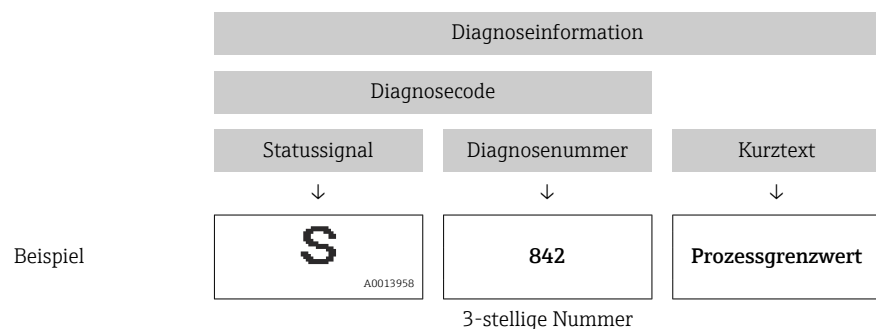 Diagnoseinformation
Diagnosecode
Statussignal Diagnosenummer Kurztext
↓ ↓ ↓
Beispiel S 842 Prozessgrenzwert
A0013958
3-stellige Nummer